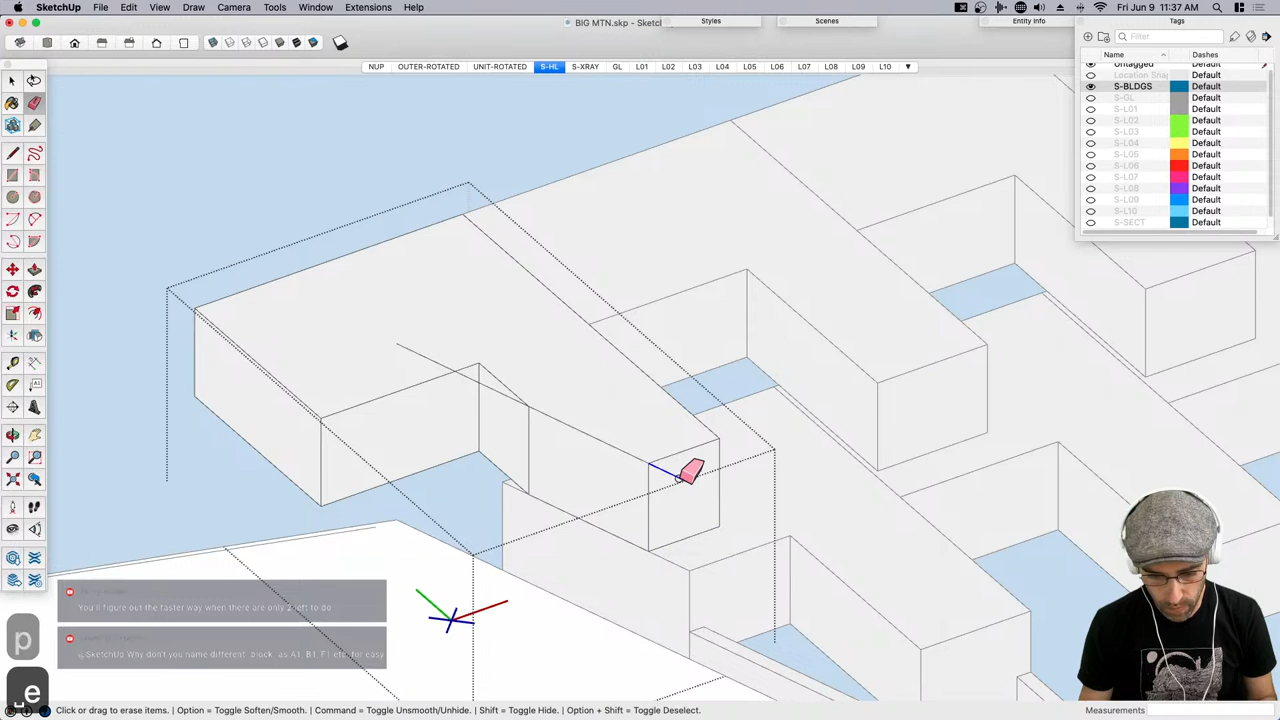 SketchUp File Edit View Draw Camera Tools Window Extensions Help
Fri Jun 9 11:37 AM
BIG MTN.skp - Sketch
Styles
Scenes
Entity Info
Tags
Filter
NUP OUTER-ROTATED UNIT-ROTATED S-HL S-XRAY GL L01 L02 L03 L04 L05 L06 L07 L08 L09 L10
Name Dashes
Untagged Default
Location Snap Default
S-BLDGS Default
S-GL Default
S-L01 Default
S-L02 Default
S-L03 Default
S-L04 Default
S-L05 Default
S-L06 Default
S-L07 Default
S-L08 Default
S-L09 Default
S-L10 Default
S-SECT Default
You'll figure out the faster way when there are only 2 left to do.
SketchUp Why don't you name different block as A1, B1, F1 etc. for easy
p
e
Click or drag to erase items. | Option = Toggle Soften/Smooth. | Command = Toggle Unsmooth/Unhide. | Shift = Toggle Hide. | Option + Shift = Toggle Deselect.
Measurements